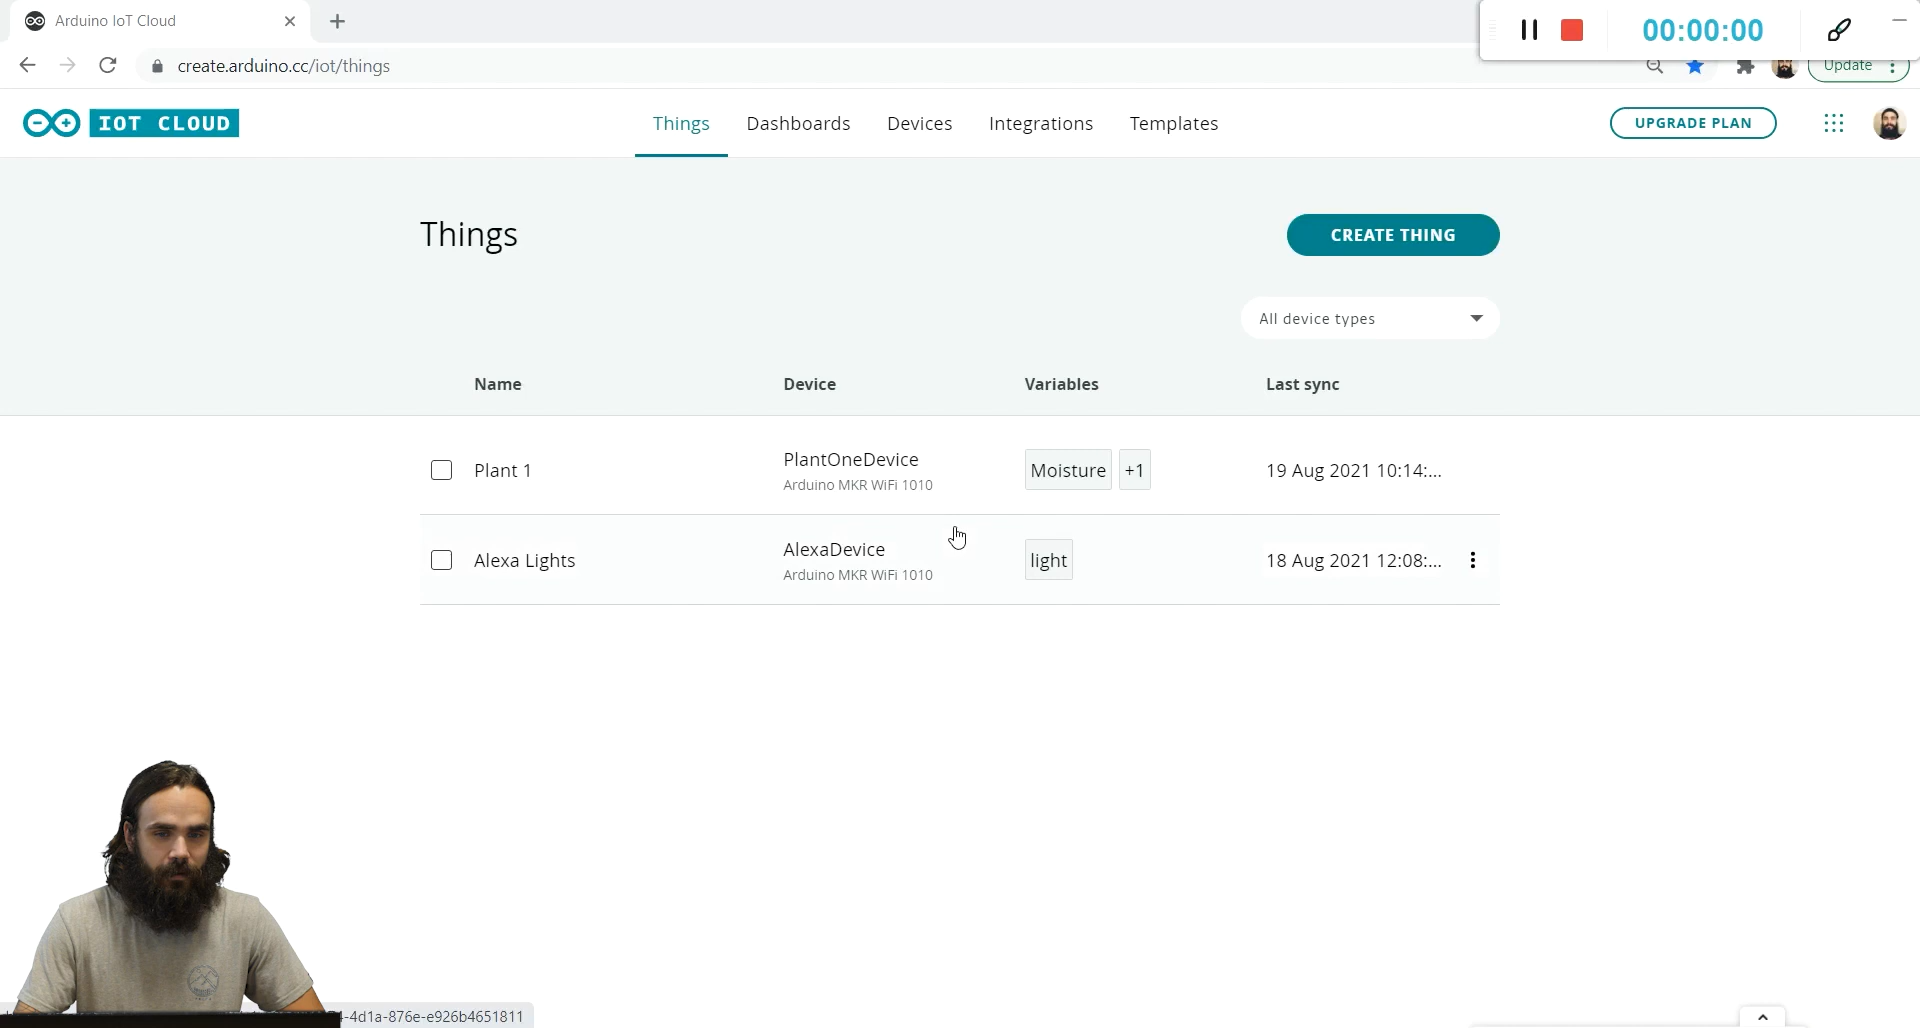 Arduino IoT Cloud
00:00:00
create.arduino.cc/iot/things
Update
IOT CLOUD
Things
Dashboards
Devices
Integrations
Templates
UPGRADE PLAN
Things
CREATE THING
All device types
Name
Device
Variables
Last sync
Plant 1
PlantOneDevice
Arduino MKR WiFi 1010
Moisture
+1
19 Aug 2021 10:14:...
Alexa Lights
AlexaDevice
Arduino MKR WiFi 1010
light
18 Aug 2021 12:08:...
4-4d1a-876e-e926b4651811